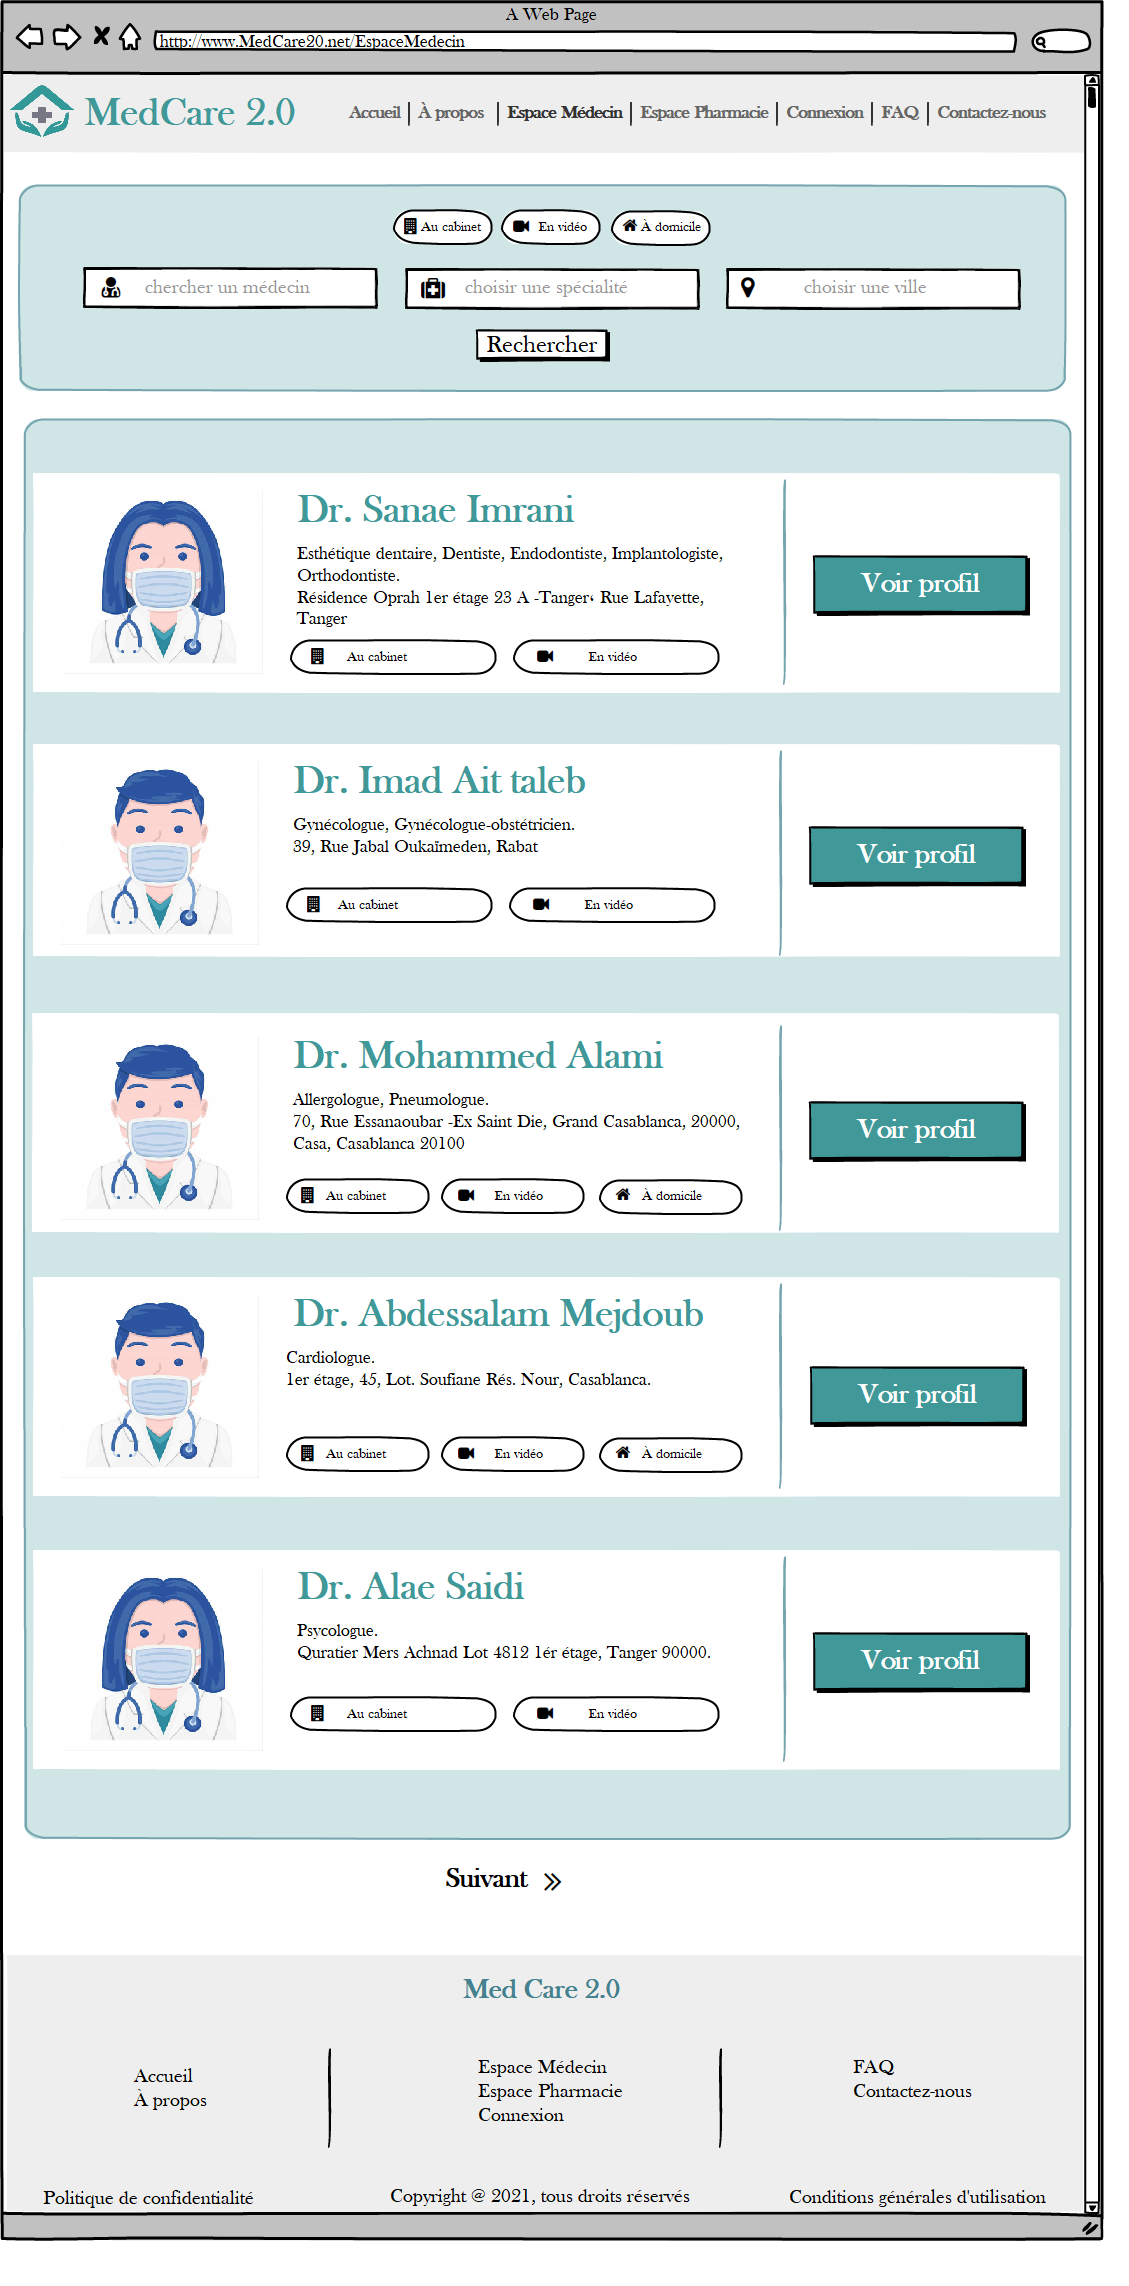 A Web Page
http://www.MedCare20.net/EspaceMedecin
MedCare 2.0
Accueil | À propos | Espace Médecin | Espace Pharmacie | Connexion | FAQ | Contactez-nous
Au cabinet
En vidéo
À domicile
chercher un médecin
choisir une spécialité
choisir une ville
Rechercher
Dr. Sanae Imrani
Esthétique dentaire, Dentiste, Endodontiste, Implantologiste,
Orthodontiste.
Résidence Oprah 1er étage 23 A -Tanger، Rue Lafayette,
Tanger
Au cabinet
En vidéo
Voir profil
Dr. Imad Ait taleb
Gynécologue, Gynécologue-obstétricien.
39, Rue Jabal Oukaïmeden, Rabat
Au cabinet
En vidéo
Voir profil
Dr. Mohammed Alami
Allergologue, Pneumologue.
70, Rue Essanaoubar -Ex Saint Die, Grand Casablanca, 20000,
Casa, Casablanca 20100
Au cabinet
En vidéo
À domicile
Voir profil
Dr. Abdessalam Mejdoub
Cardiologue.
1er étage, 45, Lot. Soufiane Rés. Nour, Casablanca.
Au cabinet
En vidéo
À domicile
Voir profil
Dr. Alae Saidi
Psycologue.
Quratier Mers Achnad Lot 4812 1ér étage, Tanger 90000.
Au cabinet
En vidéo
Voir profil
Suivant »
Med Care 2.0
Accueil
À propos
Espace Médecin
Espace Pharmacie
Connexion
FAQ
Contactez-nous
Politique de confidentialité
Copyright @ 2021, tous droits réservés
Conditions générales d'utilisation